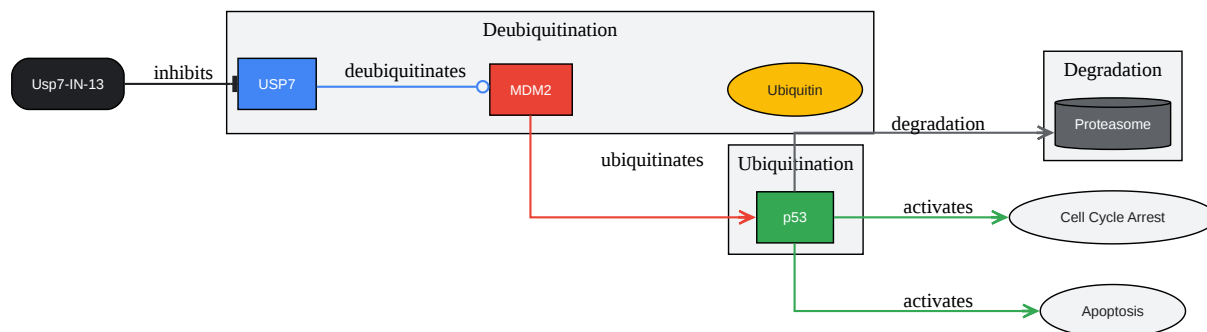 Deubiquitination
Usp7-IN-13
inhibits
USP7
deubiquitinates
MDM2
Ubiquitin
Degradation
Proteasome
degradation
ubiquitinates
Ubiquitination
p53
activates
Cell Cycle Arrest
activates
Apoptosis